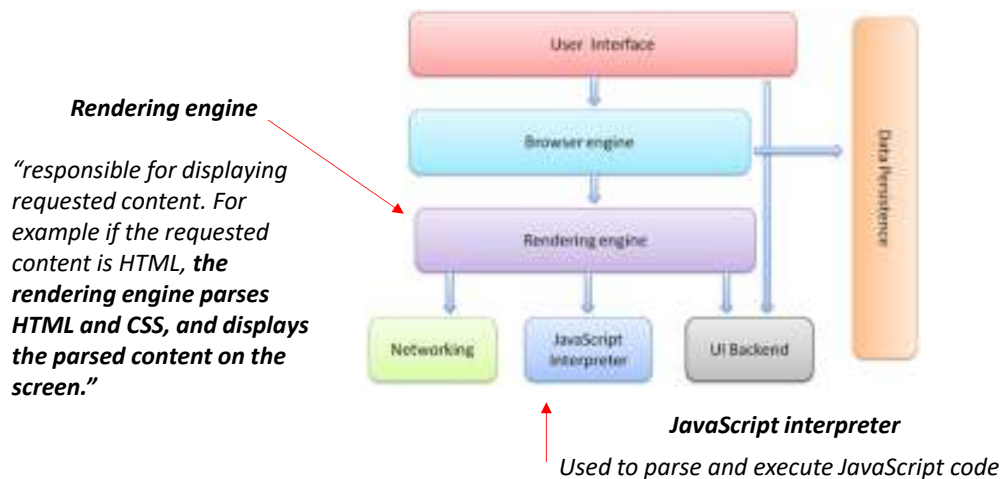 User Interface
Rendering engine
Browser engine
Data Persistence
“responsible for displaying
requested content. For
example if the requested
content is HTML, the
rendering engine parses
HTML and CSS, and displays
the parsed content on the
screen.”
Rendering engine
Networking
JavaScript
Interpreter
UI Backend
JavaScript interpreter
Used to parse and execute JavaScript code